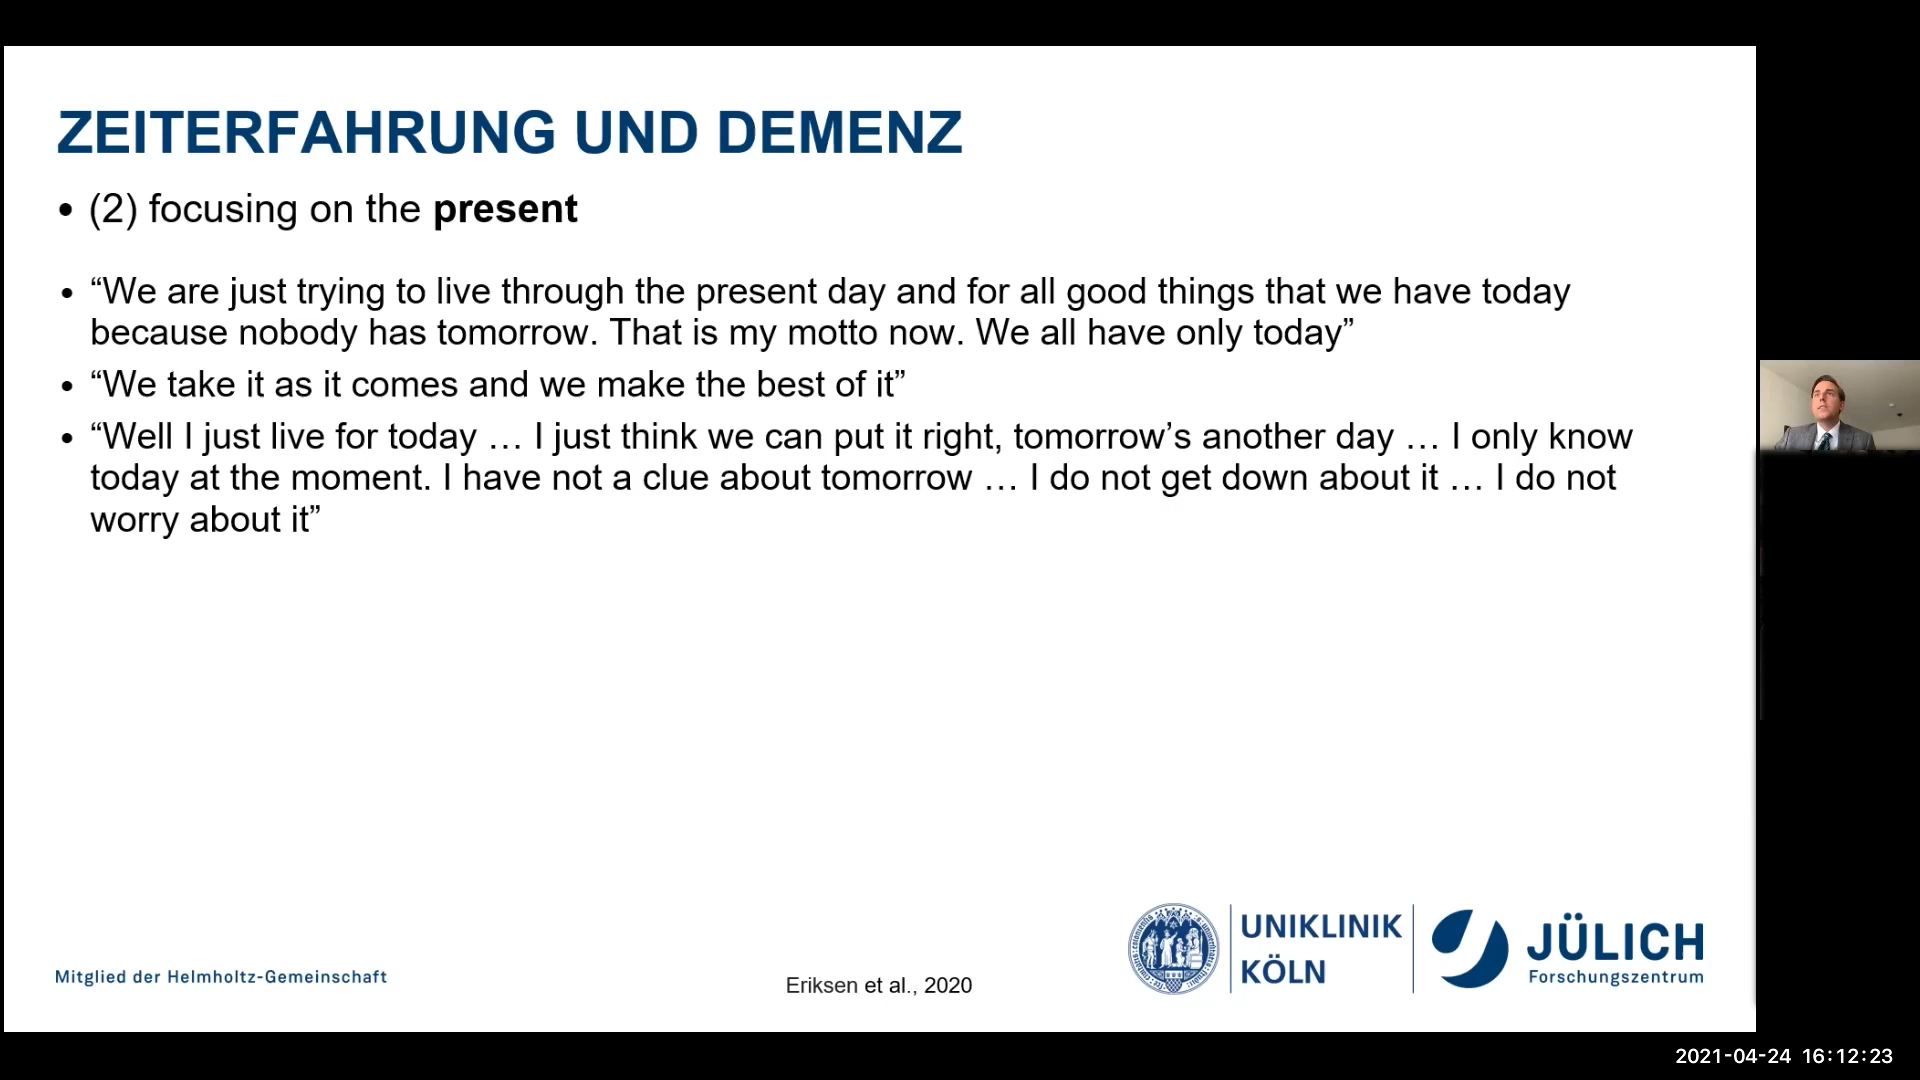 ZEITERFAHRUNG UND DEMENZ
• (2) focusing on the present
• “We are just trying to live through the present day and for all good things that we have today
because nobody has tomorrow. That is my motto now. We all have only today”
• “We take it as it comes and we make the best of it”
• “Well I just live for today … I just think we can put it right, tomorrow’s another day … I only know
today at the moment. I have not a clue about tomorrow … I do not get down about it … I do not
worry about it”
Mitglied der Helmholtz-Gemeinschaft
Eriksen et al., 2020
UNIKLINIK
KÖLN
JÜLICH
Forschungszentrum
2021-04-24 16:12:23